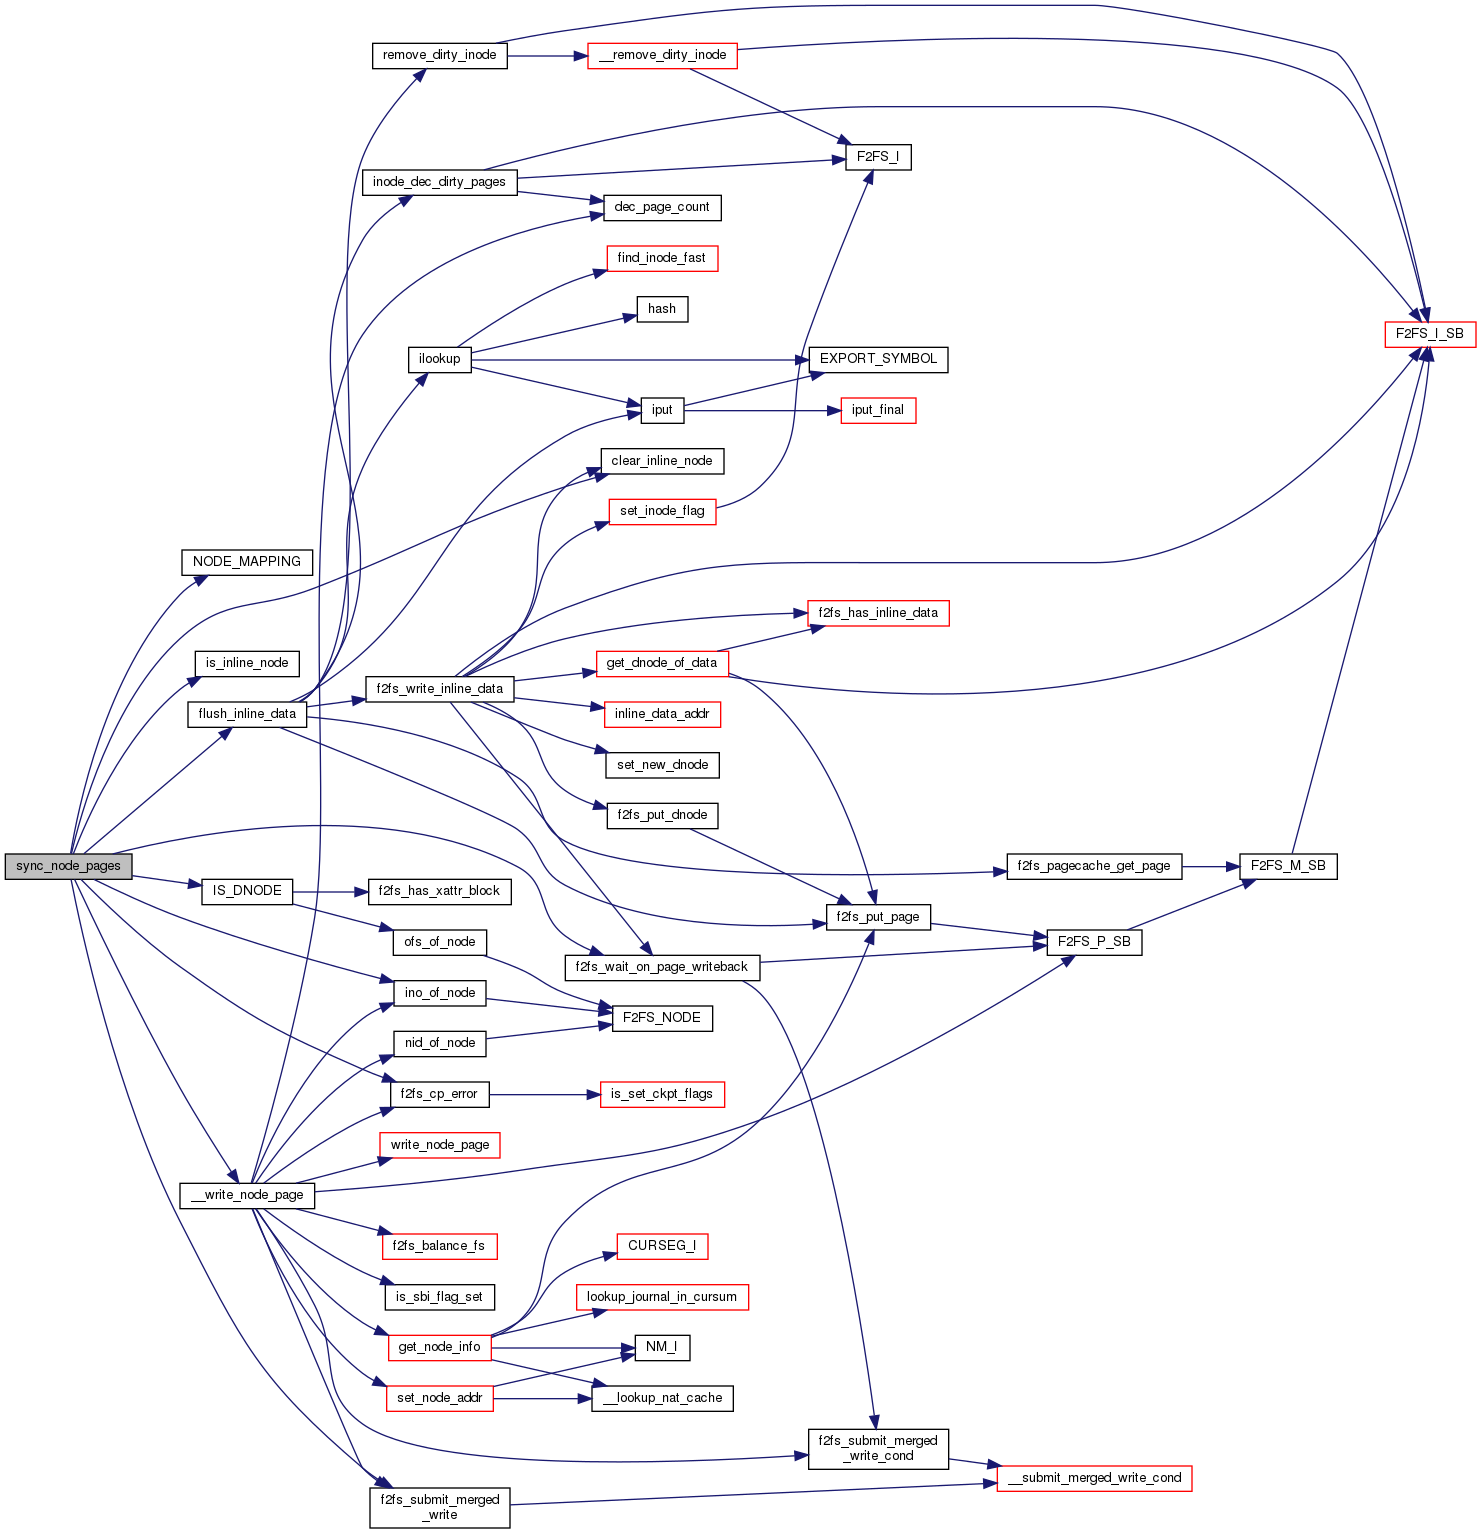 remove_dirty_inode
__remove_dirty_inode
F2FS_I
inode_dec_dirty_pages
dec_page_count
find_inode_fast
hash
F2FS_I_SB
ilookup
EXPORT_SYMBOL
iput
iput_final
clear_inline_node
set_inode_flag
NODE_MAPPING
f2fs_has_inline_data
is_inline_node
get_dnode_of_data
f2fs_write_inline_data
flush_inline_data
inline_data_addr
set_new_dnode
f2fs_put_dnode
sync_node_pages
f2fs_pagecache_get_page
F2FS_M_SB
IS_DNODE
f2fs_has_xattr_block
f2fs_put_page
ofs_of_node
F2FS_P_SB
f2fs_wait_on_page_writeback
ino_of_node
F2FS_NODE
nid_of_node
f2fs_cp_error
is_set_ckpt_flags
write_node_page
__write_node_page
f2fs_balance_fs
CURSEG_I
is_sbi_flag_set
lookup_journal_in_cursum
get_node_info
NM_I
set_node_addr
__lookup_nat_cache
f2fs_submit_merged
_write_cond
__submit_merged_write_cond
f2fs_submit_merged
_write